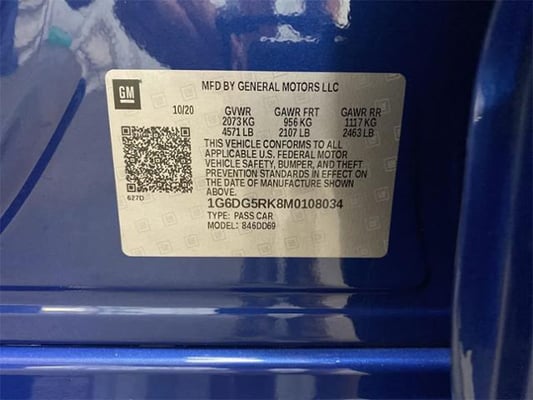 GM
MFD BY GENERAL MOTORS LLC
10/20 GVWR GAWR FRT GAWR RR
2073 KG 956 KG 1117 KG
4571 LB 2107 LB 2463 LB
THIS VEHICLE CONFORMS TO ALL
APPLICABLE U.S. FEDERAL MOTOR
VEHICLE SAFETY, BUMPER, AND THEFT
PREVENTION STANDARDS IN EFFECT ON
THE DATE OF MANUFACTURE SHOWN
ABOVE.
627D
1G6DG5RK8M0108034
TYPE: PASS CAR
MODEL: 846DD69